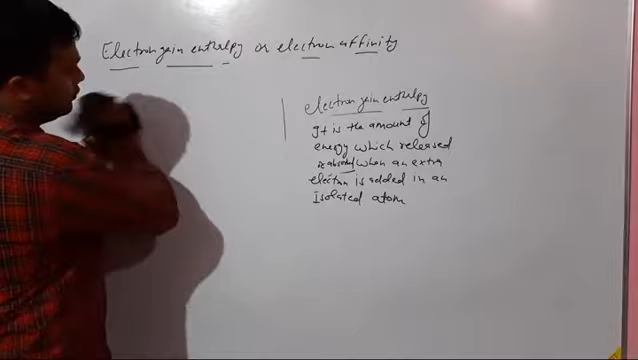 Electron gain enthalpy or electron affinity
electron gain enthalpy
It is the amount of
energy which released
or absorbed when an extra
electron is added in an
isolated atom